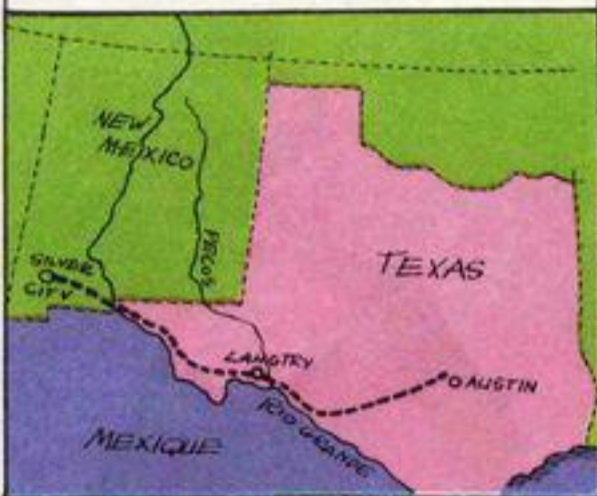 NEW
MEXICO
PECOS
SILVER
CITY
TEXAS
LANGTRY
AUSTIN
RIO GRANDE
MEXIQUE